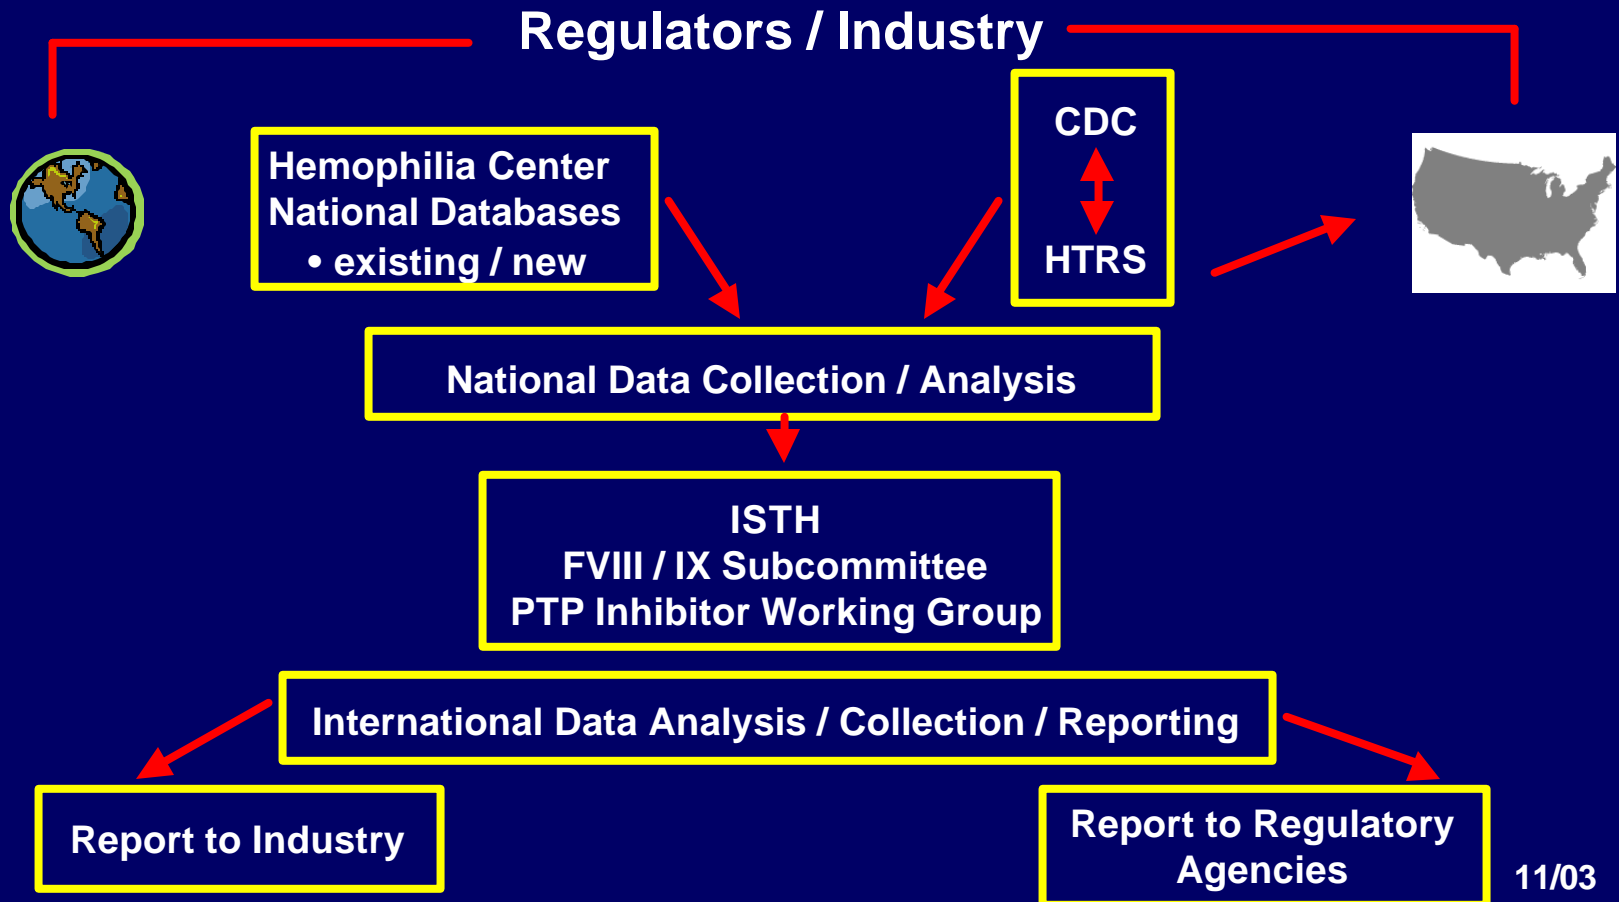 Regulators / Industry
Hemophilia Center
National Databases
• existing / new
CDC
HTRS
National Data Collection / Analysis
ISTH
FVIII / IX Subcommittee
PTP Inhibitor Working Group
International Data Analysis / Collection / Reporting
Report to Industry
Report to Regulatory
Agencies
11/03